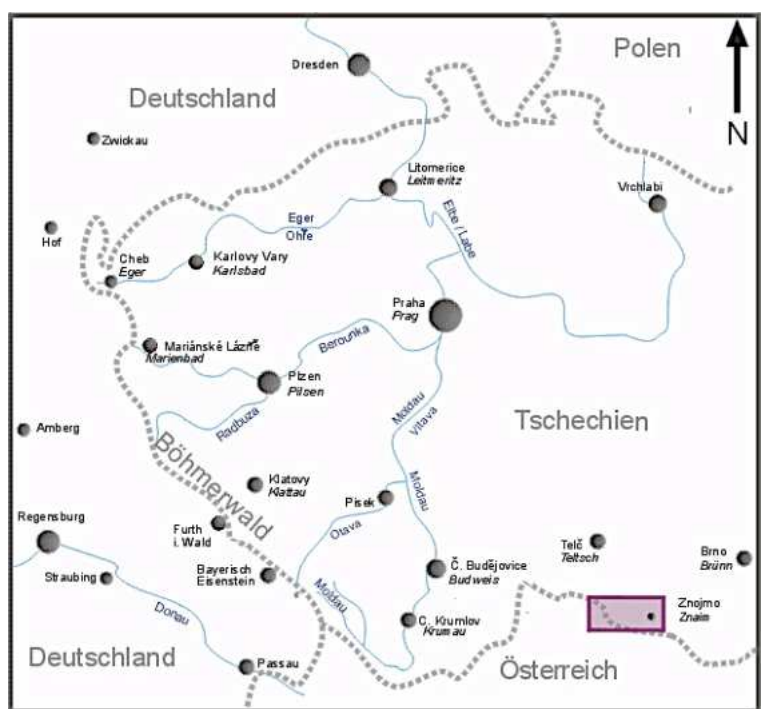 Polen
Dresden
Deutschland
N
Zwickau
Litomerice
Leitmeritz
Vrchlabi
Eger
Ohře
Elbe / Labe
Hof
Cheb
Eger
Karlovy Vary
Karlsbad
Praha
Prag
Mariánské Lázně
Marienbad
Berounka
Plzen
Pilsen
Radbuza
Moldau
Vltava
Tschechien
Amberg
Böhmerwald
Klatovy
Klattau
Moldau
Pisek
Regensburg
Furth
i. Wald
Otava
Telč
Teltsch
Brno
Brünn
Straubing
Bayerisch
Eisenstein
Č. Budějovice
Budweis
Moldau
Donau
C. Krumlov
Krumau
Znojmo
Znaim
Deutschland
Passau
Österreich